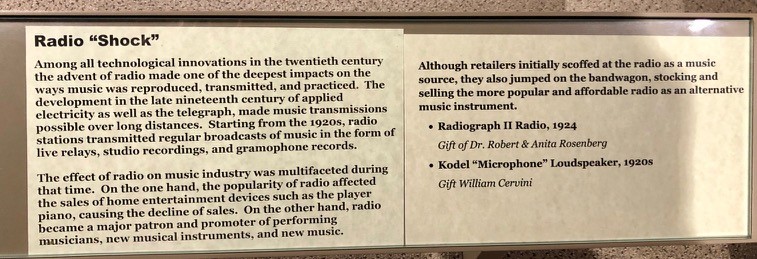 Radio “Shock”
Among all technological innovations in the twentieth century
the advent of radio made one of the deepest impacts on the
ways music was reproduced, transmitted, and practiced. The
development in the late nineteenth century of applied
electricity as well as the telegraph, made music transmissions
possible over long distances. Starting from the 1920s, radio
stations transmitted regular broadcasts of music in the form of
live relays, studio recordings, and gramophone records.
The effect of radio on music industry was multifaceted during
that time. On the one hand, the popularity of radio affected
the sales of home entertainment devices such as the player
piano, causing the decline of sales. On the other hand, radio
became a major patron and promoter of performing
musicians, new musical instruments, and new music.
Although retailers initially scoffed at the radio as a music
source, they also jumped on the bandwagon, stocking and
selling the more popular and affordable radio as an alternative
music instrument.
• Radiograph II Radio, 1924
Gift of Dr. Robert & Anita Rosenberg
• Kodel “Microphone” Loudspeaker, 1920s
Gift William Cervini